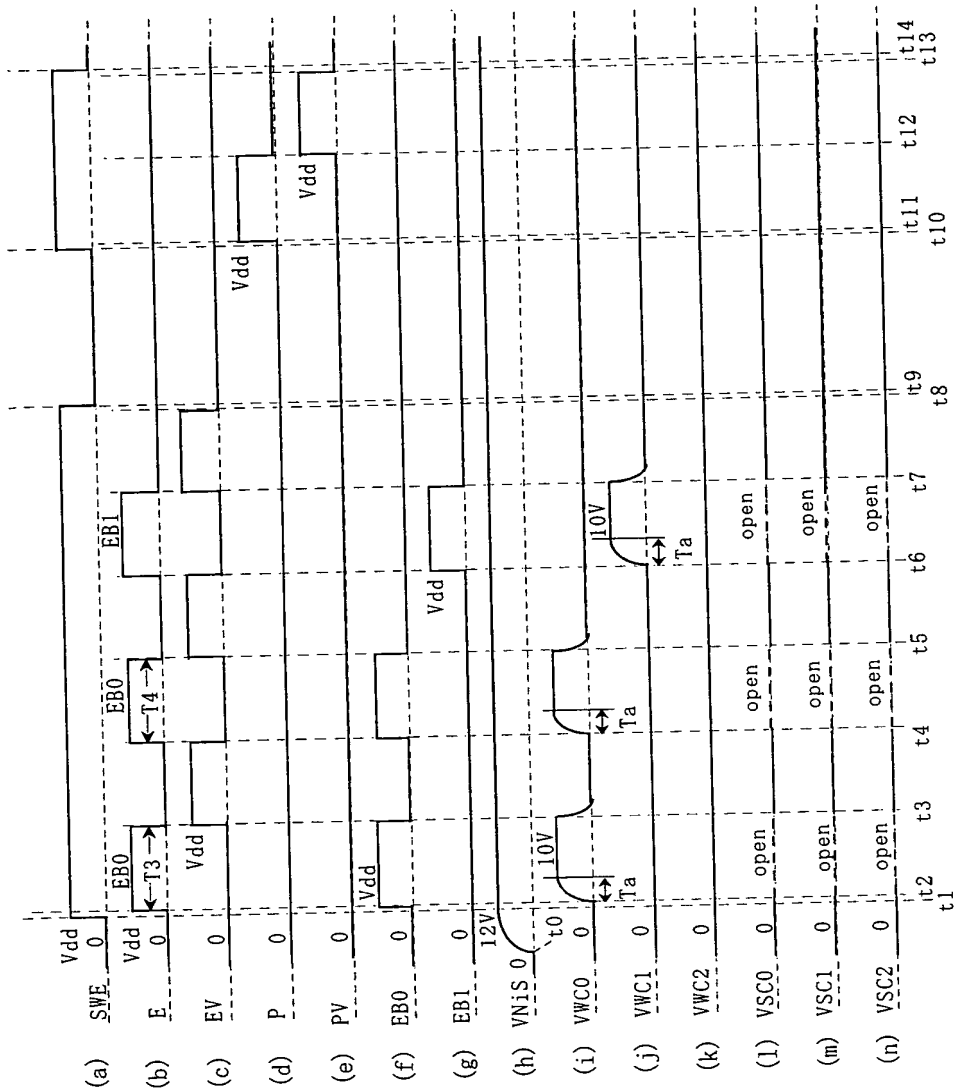 (a) SWE Vdd 0
(b) E Vdd 0 EB0 T3 EB0 T4 EB1
(c) EV 0 Vdd
(d) P 0 Vdd
(e) PV 0 Vdd
(f) EB0 0 Vdd
(g) EB1 0 Vdd
(h) VNiS 0 12V t0
(i) VWC0 0 10V Ta Ta
(j) VWC1 0 10V Ta
(k) VWC2 0
(l) VSC0 0 open open open
(m) VSC1 0 open open open
(n) VSC2 0 open open open
t1 t2 t3 t4 t5 t6 t7 t8 t9 t10 t11 t12 t13 t14